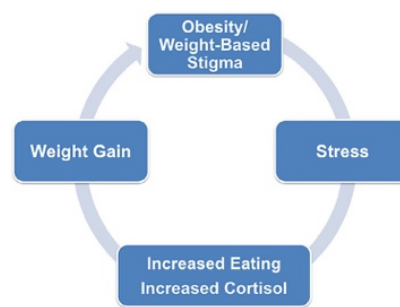 Obesity/
Weight-Based
Stigma
Stress
Increased Eating
Increased Cortisol
Weight Gain